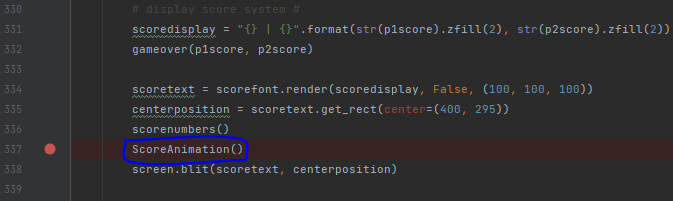 330 # display score system #
331 scoredisplay = "{} | {}".format(str(p1score).zfill(2), str(p2score).zfill(2))
332 gameover(p1score, p2score)
333
334 scoretext = scorefont.render(scoredisplay, False, (100, 100, 100))
335 centerposition = scoretext.get_rect(center=(400, 295))
336 scorenumbers()
337 ScoreAnimation()
338 screen.blit(scoretext, centerposition)
339